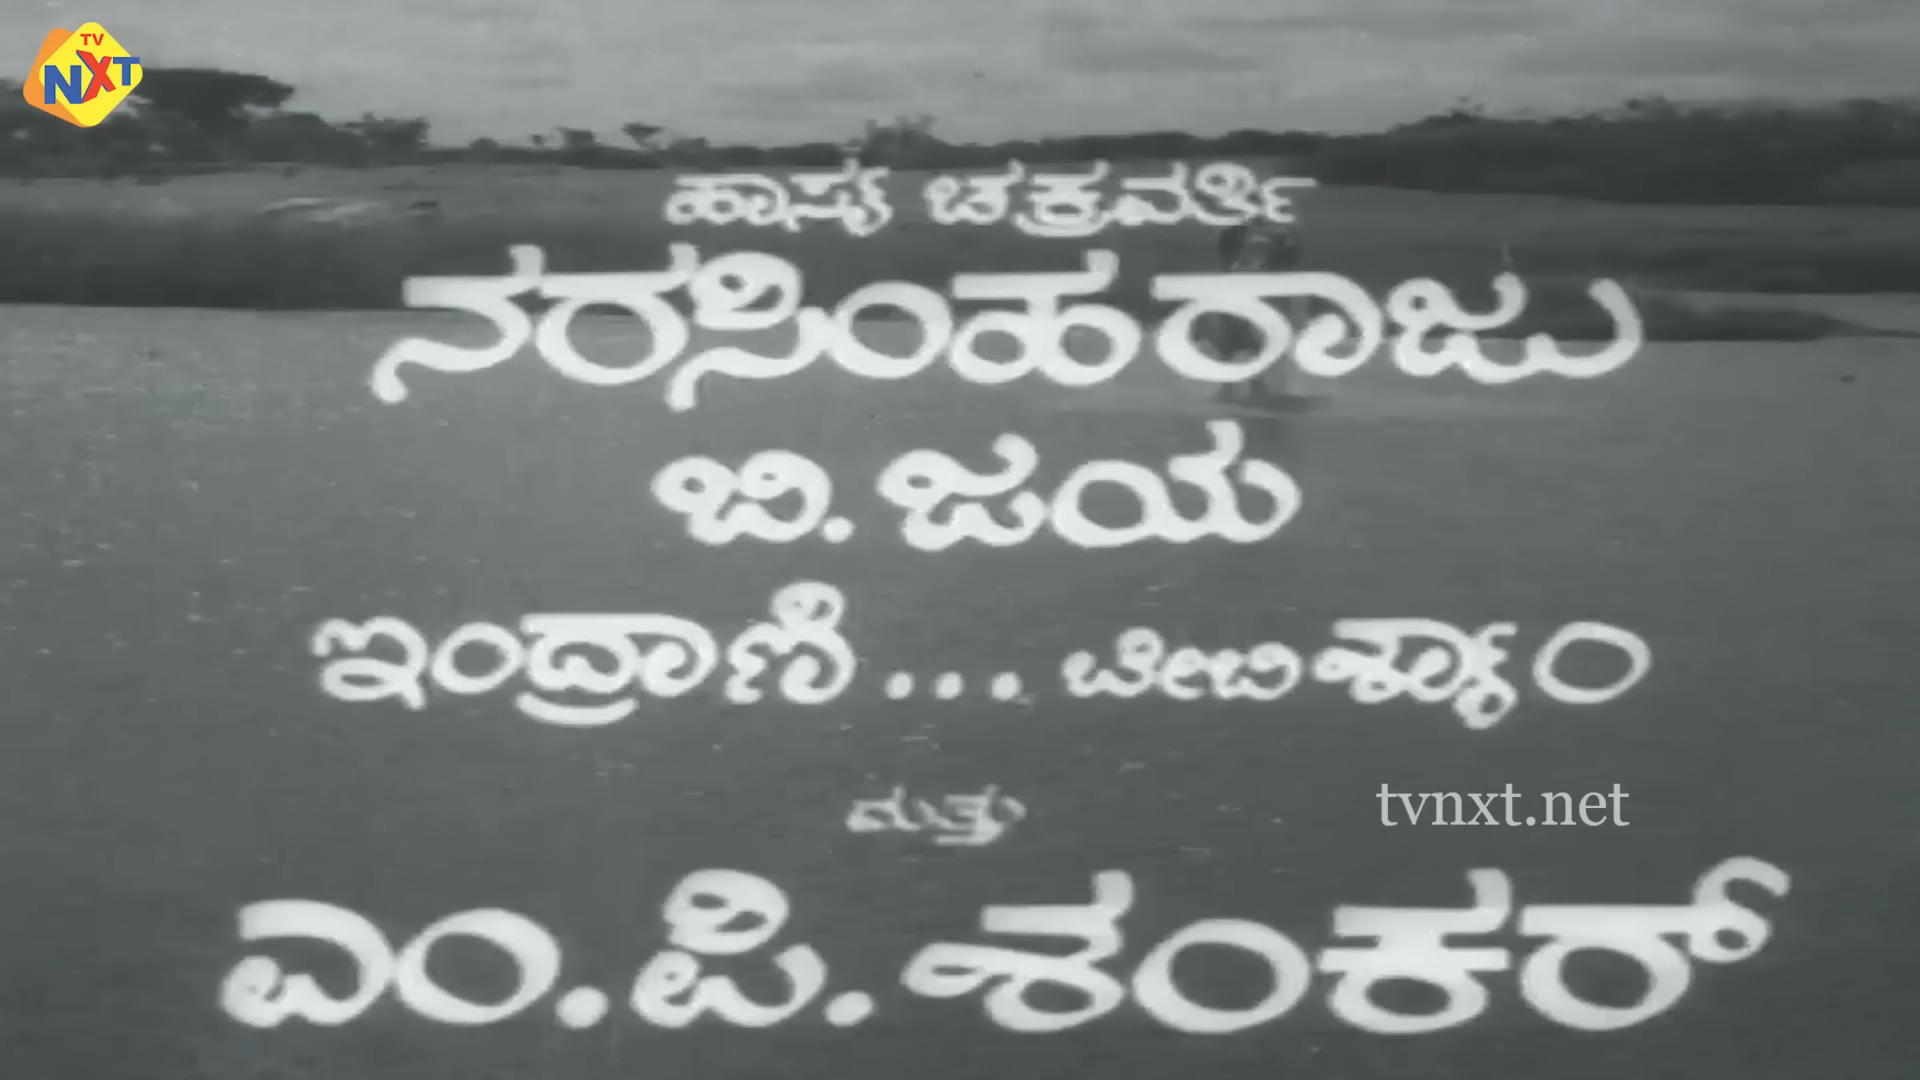 TV
NXT
ಹಾಸ್ಯ ಚಕ್ರವರ್ತಿ
ನರಸಿಂಹರಾಜು
ಬಿ. ಜಯ
ಇಂದ್ರಾಣಿ ... ಬೇಬಿ ಶ್ಯಾಂ
ಮತ್ತು
tvnxt.net
ಎಂ. ಪಿ. ಶಂಕರ್